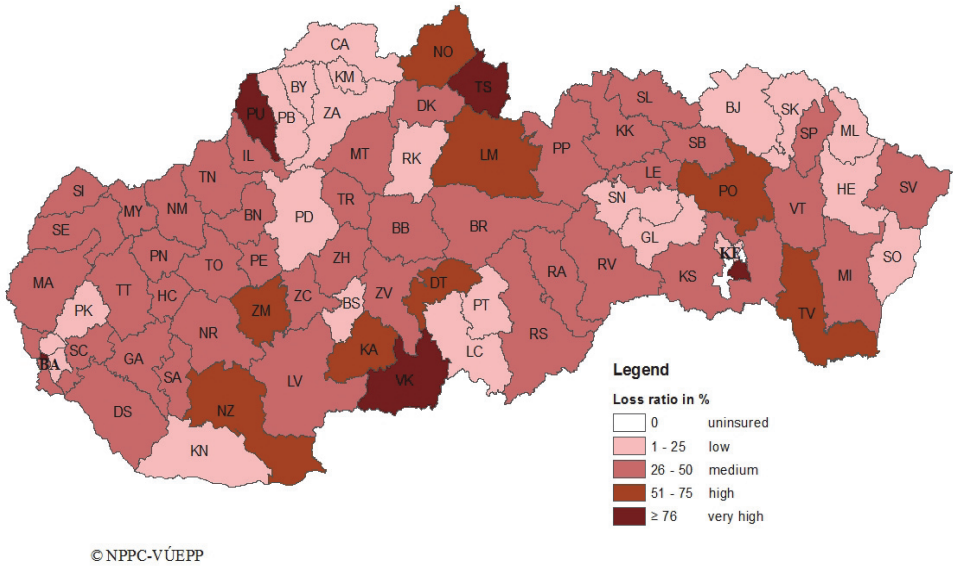 CA
NO
KM
BY
TS
PU
PB
ZA
DK
SL
BJ
SK
SP
ML
KK
SB
IL
MT
RK
LM
PP
LE
PO
HE
SV
SI
TN
SN
MY
NM
BN
PD
TR
VT
SE
BB
BR
GL
PN
TO
PE
ZH
KE
SO
MA
RA
RV
KS
MI
TT
HC
ZC
BS
ZV
DT
PK
ZM
PT
TV
NR
RS
BA
SC
GA
KA
LC
SA
LV
VK
DS
NZ
KN
Legend
Loss ratio in %
0 uninsured
1 - 25 low
26 - 50 medium
51 - 75 high
≥ 76 very high
© NPPC-VÚEPP